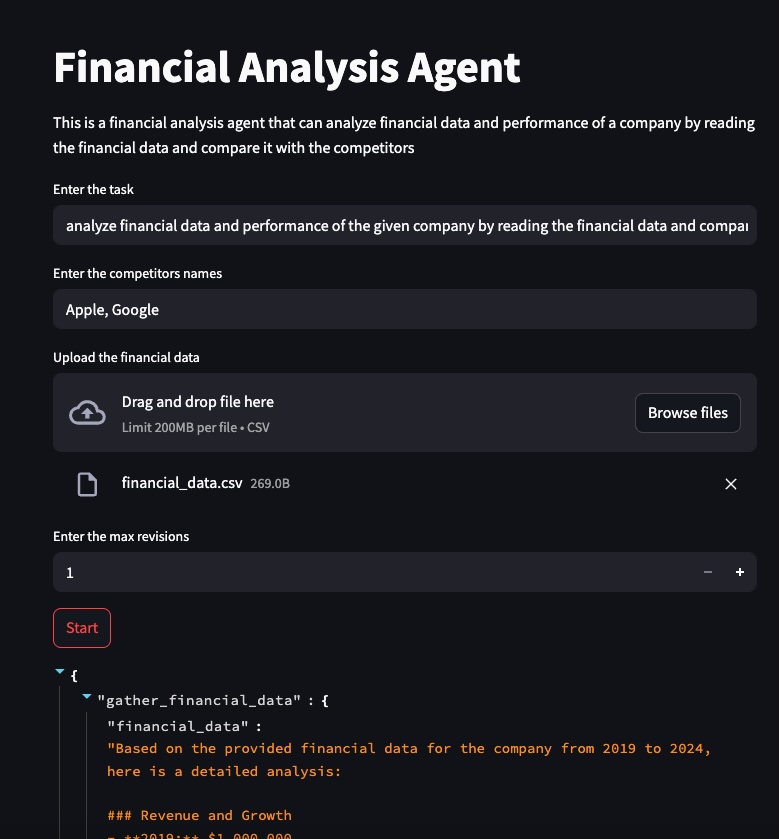 Financial Analysis Agent
This is a financial analysis agent that can analyze financial data and performance of a company by reading
the financial data and compare it with the competitors
Enter the task
analyze financial data and performance of the given company by reading the financial data and compar
Enter the competitors names
Apple, Google
Upload the financial data
Drag and drop file here
Limit 200MB per file • CSV
Browse files
financial_data.csv 269.0B
Enter the max revisions
1
Start
{
"gather_financial_data" : {
"financial_data" :
"Based on the provided financial data for the company from 2019 to 2024,
here is a detailed analysis:
### Revenue and Growth
- **2019:** $1,000,000